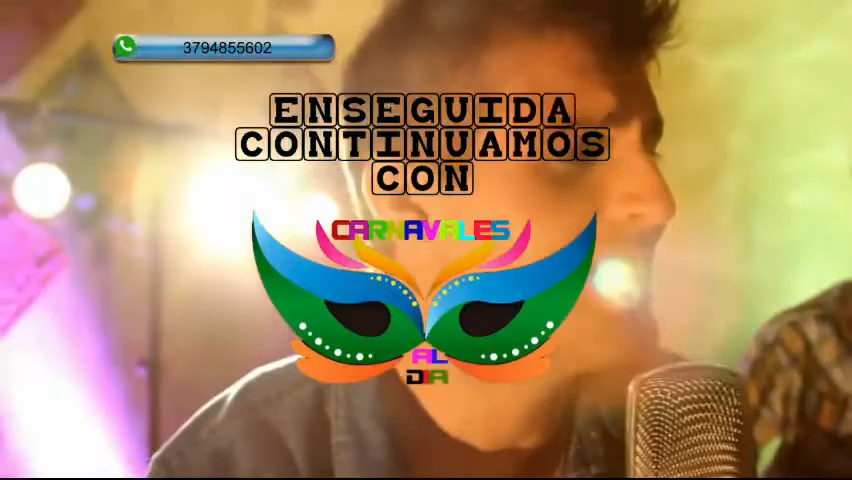 3794855602
ENSEGUIDA
CONTINUAMOS
CON
CARNAVALES
AL
DIA